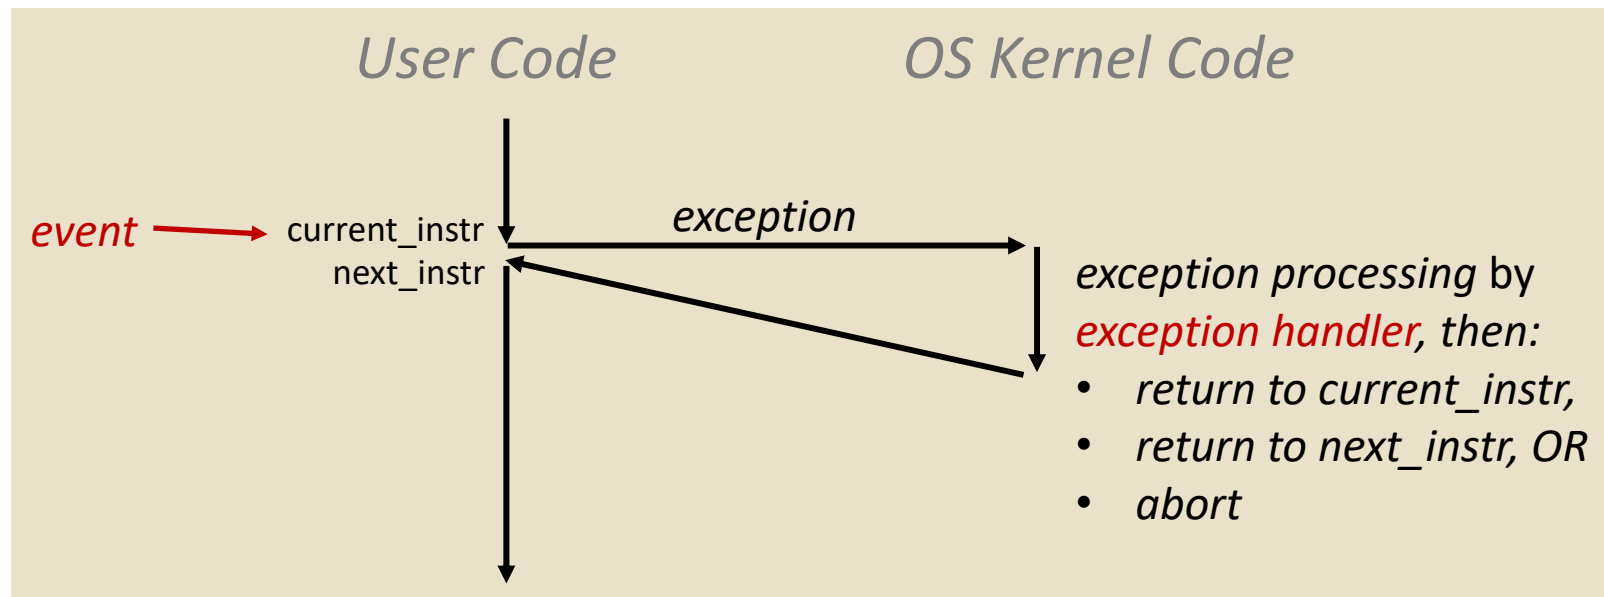 User Code
OS Kernel Code
event
current_instr
next_instr
exception
exception processing by
exception handler, then:
• return to current_instr,
• return to next_instr, OR
• abort